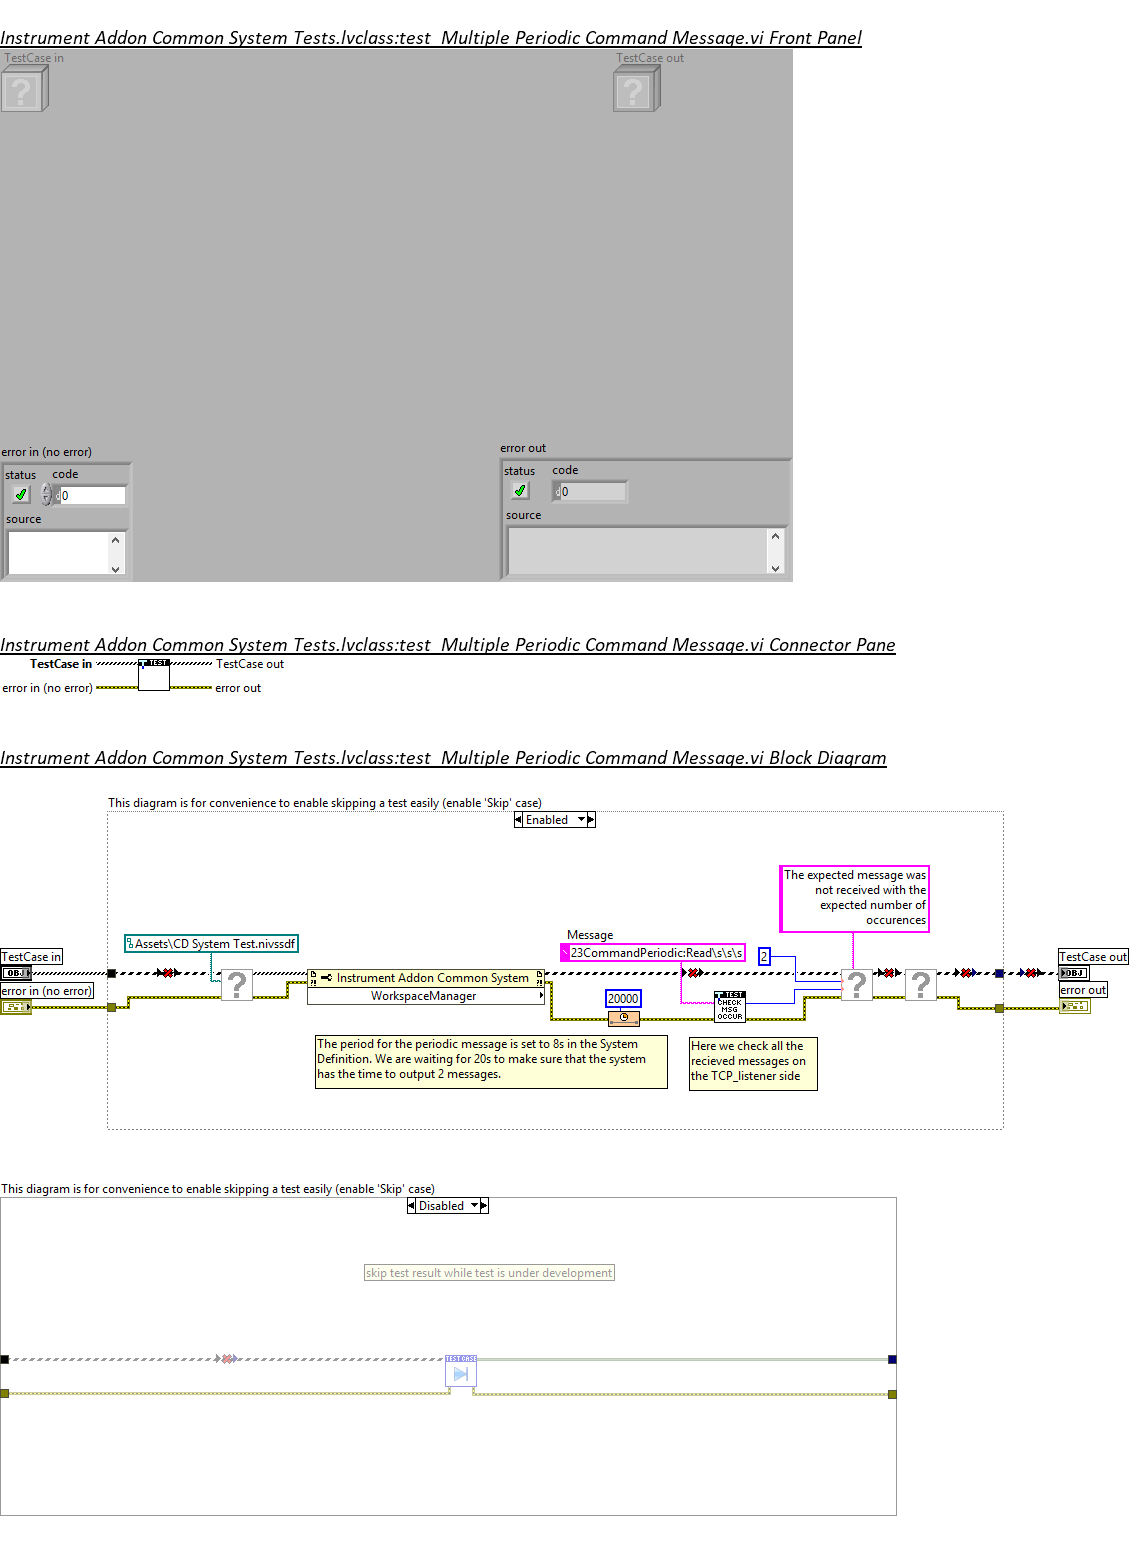 Instrument Addon Common System Tests.lvclass:test  Multiple Periodic Command Message.vi Front Panel
TestCase in
TestCase out
error in (no error)
status
code
d
0
source
error out
status
code
d
0
source
Instrument Addon Common System Tests.lvclass:test  Multiple Periodic Command Message.vi Connector Pane
TestCase in
TEST
TestCase out
error in (no error)
error out
Instrument Addon Common System Tests.lvclass:test  Multiple Periodic Command Message.vi Block Diagram
This diagram is for convenience to enable skipping a test easily (enable 'Skip' case)
Enabled
The expected message was
not received with the
expected number of
occurences
Assets\CD System Test.nivssdf
Message
23CommandPeriodic:Read\s\s\s
2
TestCase in
OBJ
error in (no error)
Instrument Addon Common System
WorkspaceManager
20000
TEST
CHECK
MSG
OCCUR
TestCase out
OBJ
error out
The period for the periodic message is set to 8s in the System
Definition. We are waiting for 20s to make sure that the system
has the time to output 2 messages.
Here we check all the
recieved messages on
the TCP_listener side
This diagram is for convenience to enable skipping a test easily (enable 'Skip' case)
Disabled
skip test result while test is under development
TEST CASE